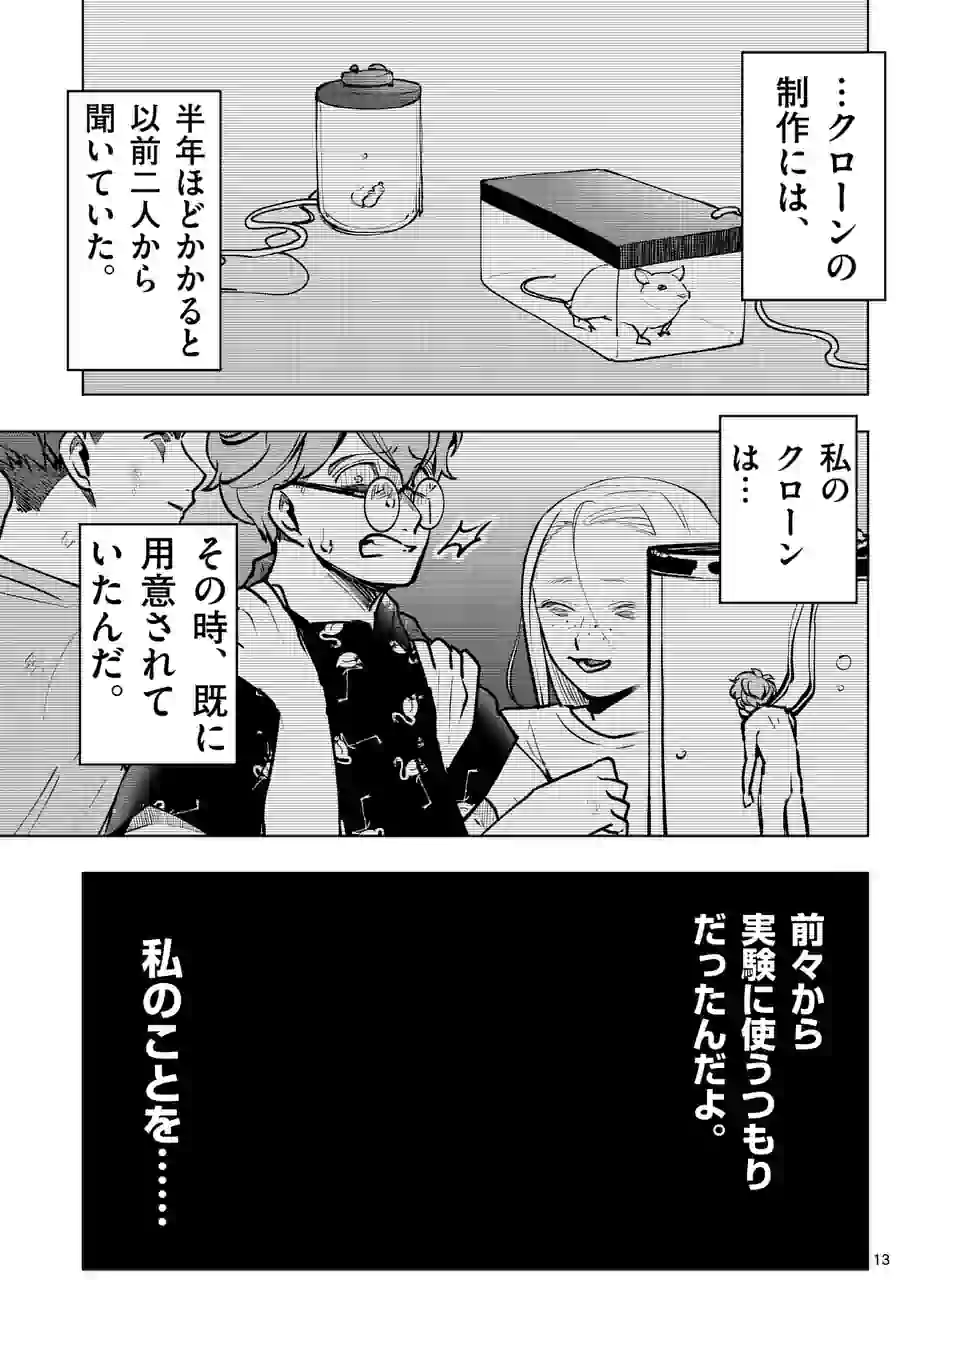 …クローンの
制作には、
半年ほどかかると
以前二人から
聞いていた。
私の
クローン
は…
その時、既に
用意されて
いたんだ。
前々から
実験に使うつもり
だったんだよ。
私のことを……
13